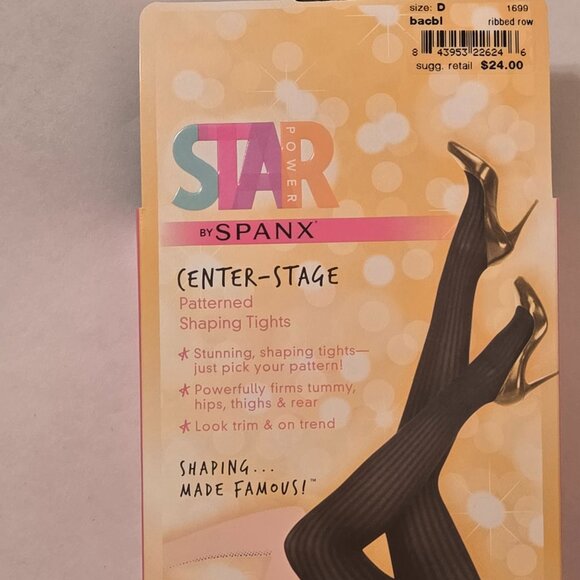 size: D 1699
bacbl ribbed row
8 43953 22624 6
sugg. retail $24.00
STAR
POWER
BY SPANX®
CENTER-STAGE
Patterned
Shaping Tights
Stunning, shaping tights—
just pick your pattern!
Powerfully firms tummy,
hips, thighs & rear
Look trim & on trend
SHAPING...
MADE FAMOUS!™